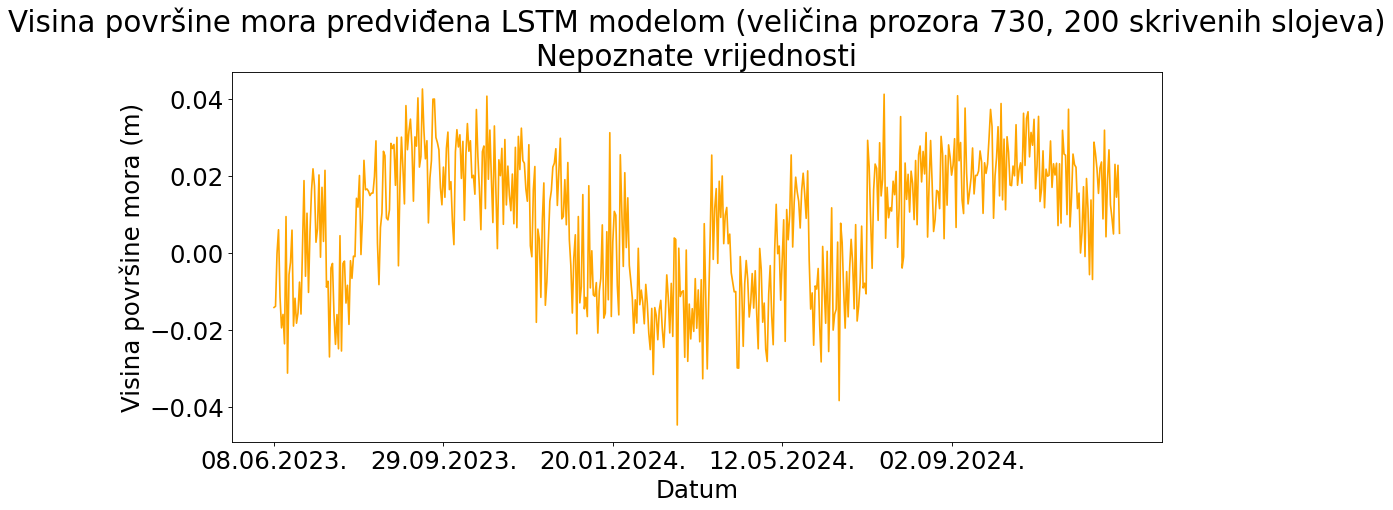 Visina površine mora predviđena LSTM modelom (veličina prozora 730, 200 skrivenih slojeva)
Nepoznate vrijednosti
Visina površine mora (m)
0.04
0.02
0.00
−0.02
−0.04
08.06.2023. 29.09.2023. 20.01.2024. 12.05.2024. 02.09.2024.
Datum